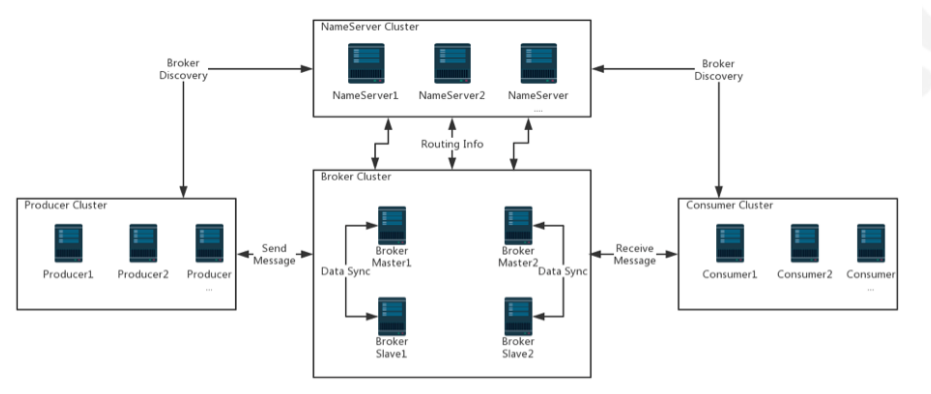 NameServer Cluster
NameServer1
NameServer2
NameServer
....
Broker
Discovery
Broker
Discovery
Routing Info
Producer Cluster
Producer1
Producer2
Producer
...
Send
Message
Broker Cluster
Broker
Master1
Broker
Master2
Data Sync
Data Sync
Broker
Slave1
Broker
Slave2
Receive
Message
Consumer Cluster
Consumer1
Consumer2
Consumer
...